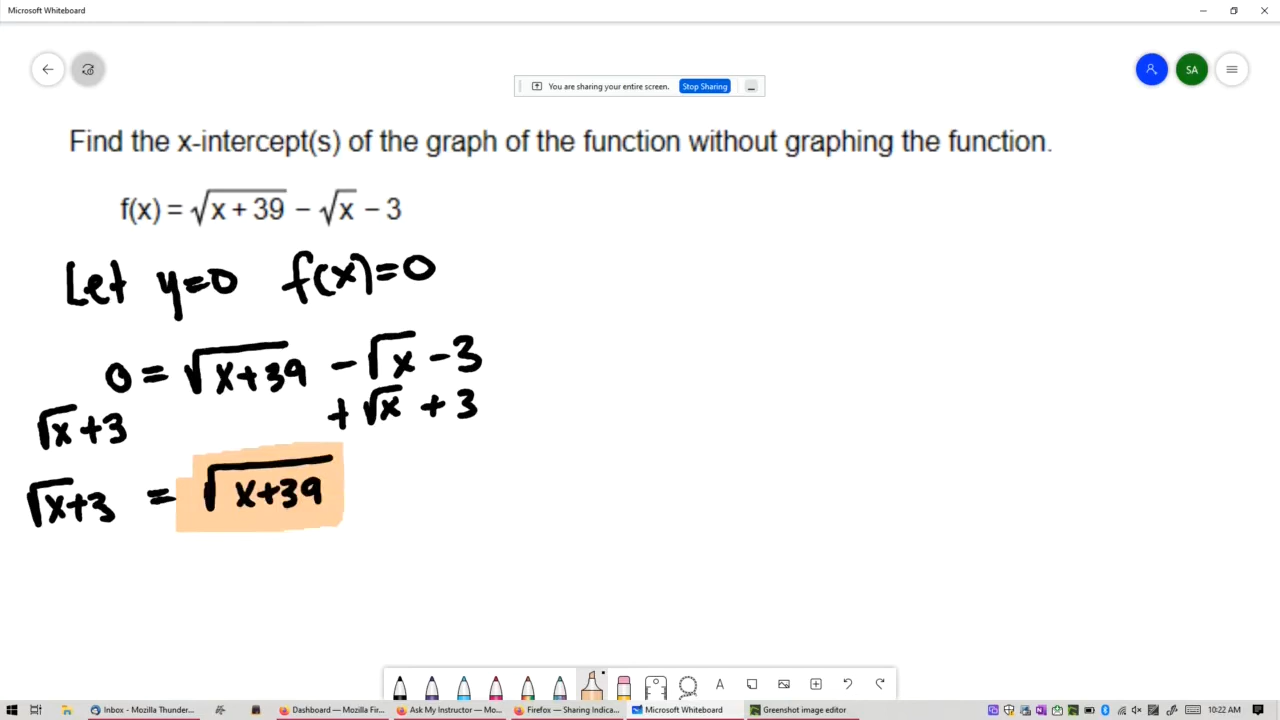 Microsoft Whiteboard
SA
You are sharing your entire screen. Stop Sharing
Find the x-intercept(s) of the graph of the function without graphing the function.
f(x) = √(x + 39) − √x − 3
Let y=0 f(x)=0
0 = √(x+39) − √x − 3
√x+3 + √x + 3
√x+3 = √(x+39)
A
Inbox - Mozilla Thunder... Dashboard — Mozilla Fir... Ask My Instructor — Mo... Firefox — Sharing Indica... Microsoft Whiteboard Greenshot image editor 10:22 AM